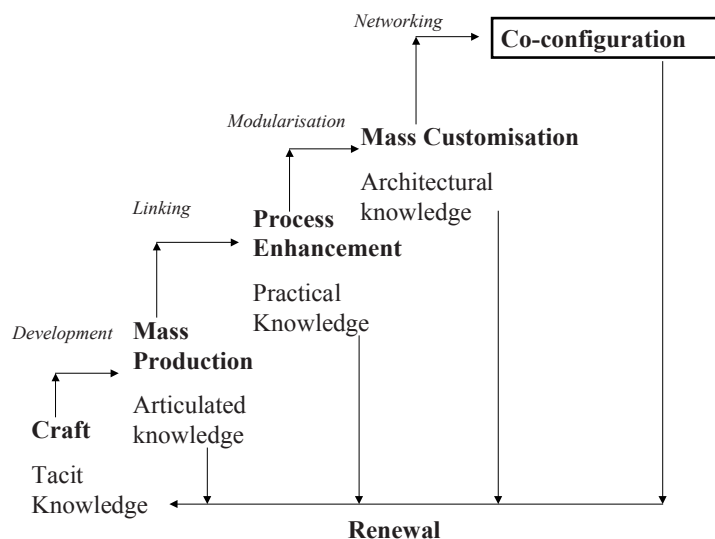 Networking
Co-configuration
Modularisation
Mass Customisation
Architectural
knowledge
Linking
Process
Enhancement
Practical
Knowledge
Development
Mass
Production
Articulated
knowledge
Craft
Tacit
Knowledge
Renewal